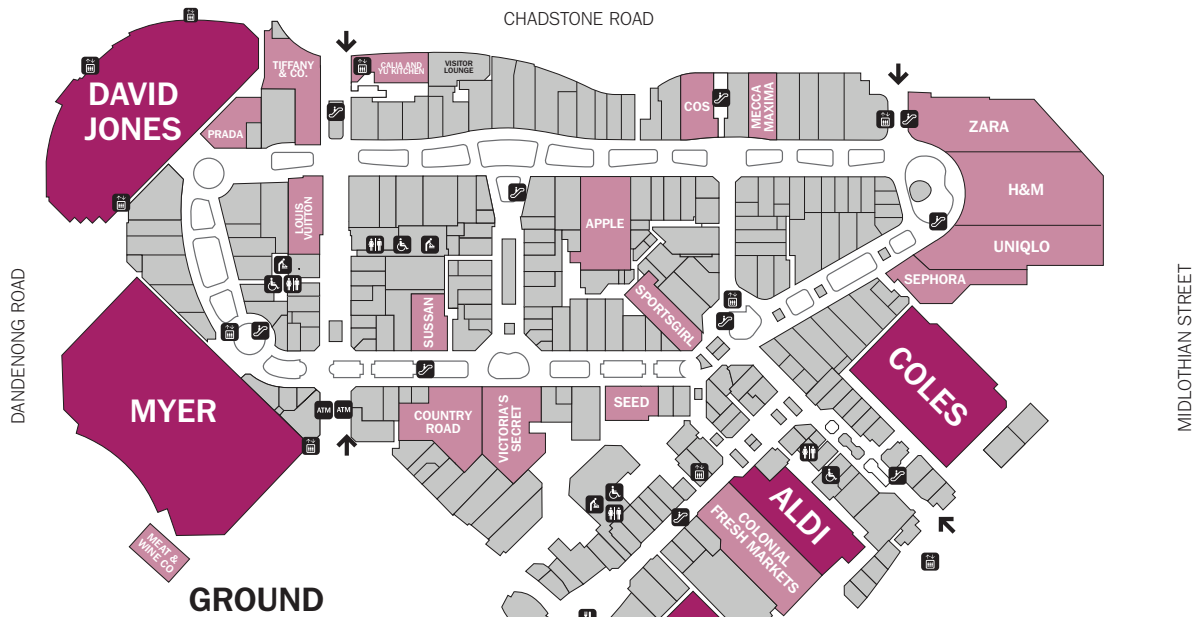 CHADSTONE ROAD
DAVID
JONES
TIFFANY
& CO.
PRADA
CALIA AND
YU KITCHEN
VISITOR
LOUNGE
COS
MECCA
MAXIMA
ZARA
H&M
UNIQLO
SEPHORA
LOUIS
VUITTON
APPLE
SUSSAN
SPORTSGIRL
DANDENONG ROAD
MIDLOTHIAN STREET
MYER
ATM
ATM
COUNTRY
ROAD
VICTORIA'S
SECRET
SEED
COLES
ALDI
COLONIAL
FRESH MARKETS
MEAT &
WINE CO
GROUND